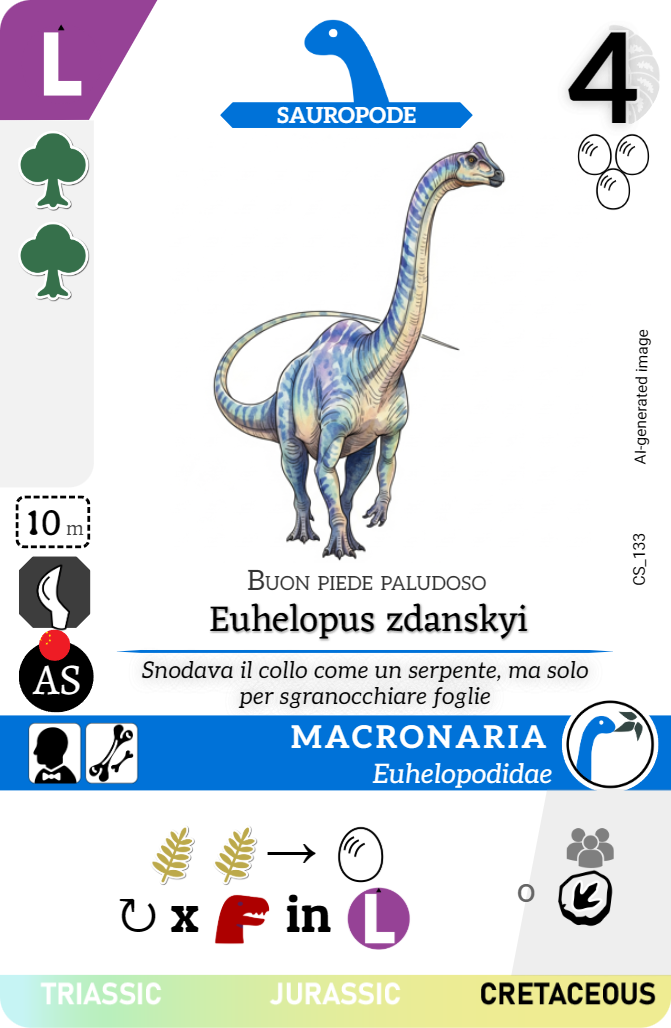 L
SAUROPODE
4
AI-generated image
CS_133
10 m
AS
Buon piede paludoso
Euhelopus zdanskyi
Snodava il collo come un serpente, ma solo
per sgranocchiare foglie
MACRONARIA
Euhelopodidae
x in L
o
TRIASSIC JURASSIC CRETACEOUS